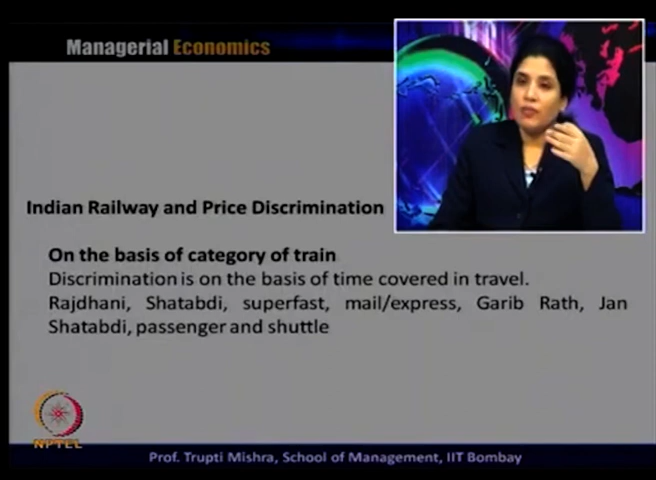 Managerial Economics
Indian Railway and Price Discrimination
On the basis of category of train
Discrimination is on the basis of time covered in travel.
Rajdhani, Shatabdi, superfast, mail/express, Garib Rath, Jan
Shatabdi, passenger and shuttle
NPTEL
Prof. Trupti Mishra, School of Management, IIT Bombay